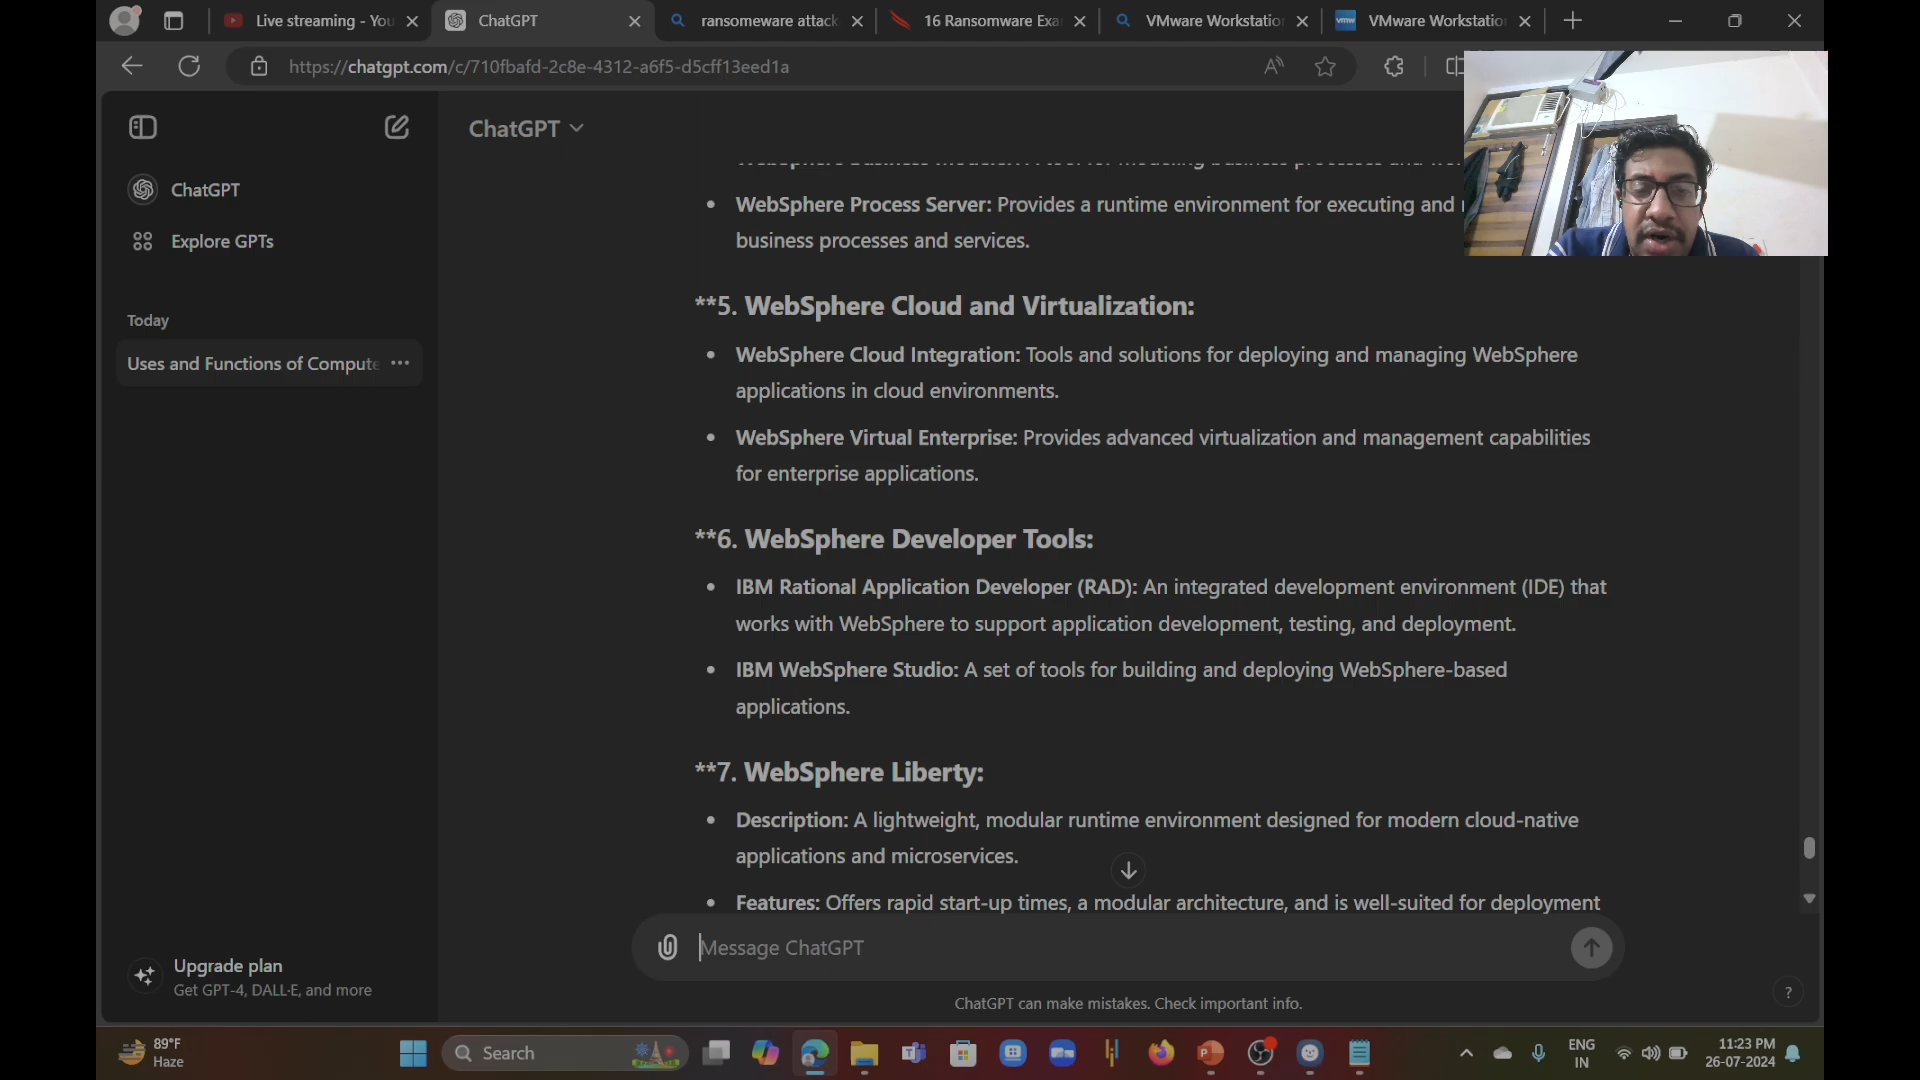 Live streaming - You
ChatGPT
ransomeware attack
16 Ransomware Exa
VMware Workstation
vmw
VMware Workstation
https://chatgpt.com/c/710fbafd-2c8e-4312-a6f5-d5cff13eed1a
ChatGPT
ChatGPT
Explore GPTs
Today
Uses and Functions of Compute
WebSphere Process Server: Provides a runtime environment for executing and
business processes and services.
**5. WebSphere Cloud and Virtualization:
WebSphere Cloud Integration: Tools and solutions for deploying and managing WebSphere
applications in cloud environments.
WebSphere Virtual Enterprise: Provides advanced virtualization and management capabilities
for enterprise applications.
**6. WebSphere Developer Tools:
IBM Rational Application Developer (RAD): An integrated development environment (IDE) that
works with WebSphere to support application development, testing, and deployment.
IBM WebSphere Studio: A set of tools for building and deploying WebSphere-based
applications.
**7. WebSphere Liberty:
Description: A lightweight, modular runtime environment designed for modern cloud-native
applications and microservices.
Features: Offers rapid start-up times, a modular architecture, and is well-suited for deployment
Message ChatGPT
Upgrade plan
Get GPT-4, DALL·E, and more
ChatGPT can make mistakes. Check important info.
?
89°F
Haze
Search
ENG
IN
11:23 PM
26-07-2024